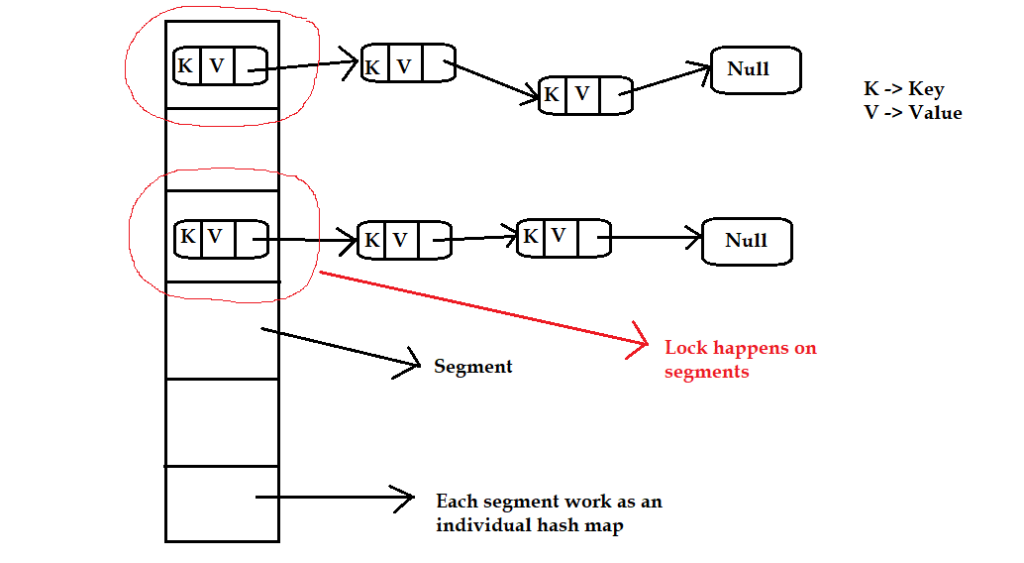 K V
K V
K V
Null
K -> Key
V -> Value
K V
K V
K V
Null
Lock happens on
segments
Segment
Each segment work as an
individual hash map